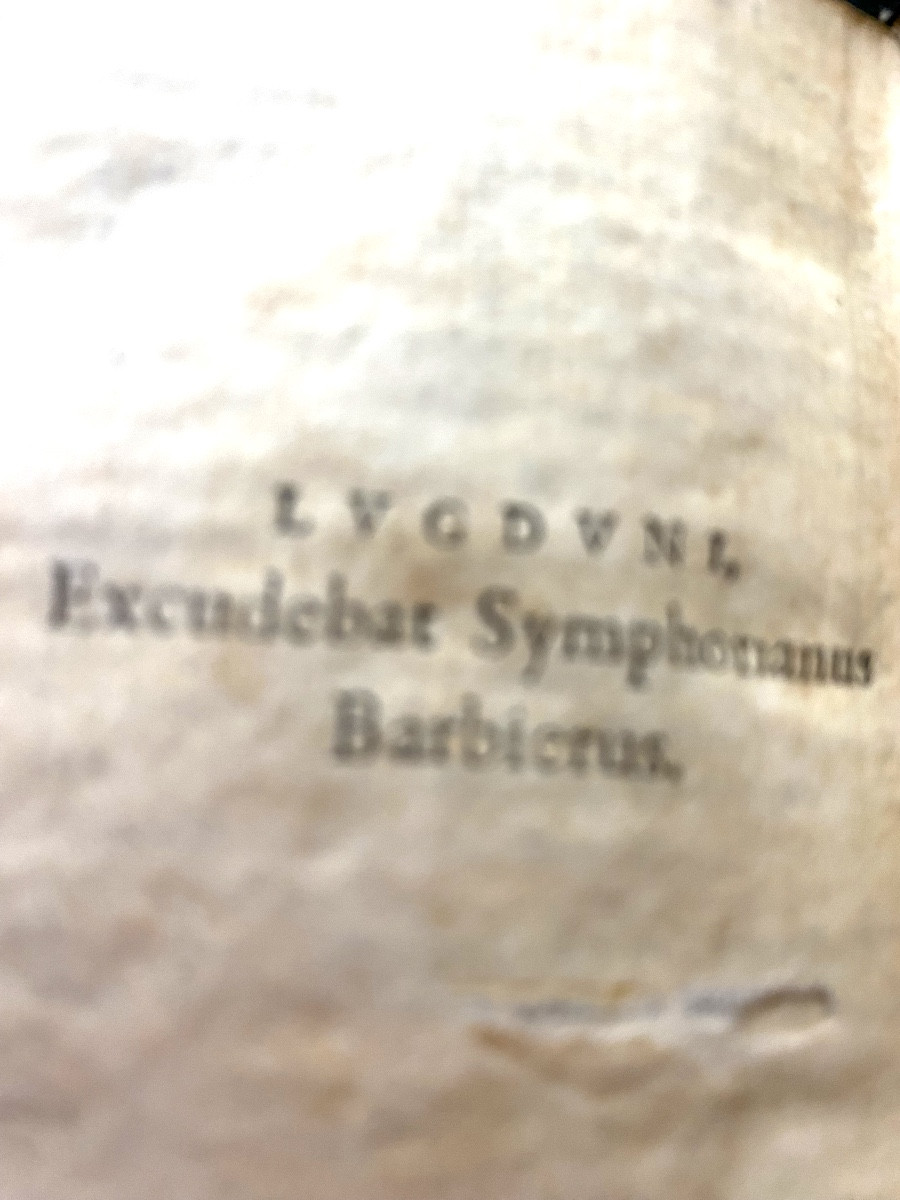 LVGDVNI,
Excudebat Symphorianus
Barbierus.